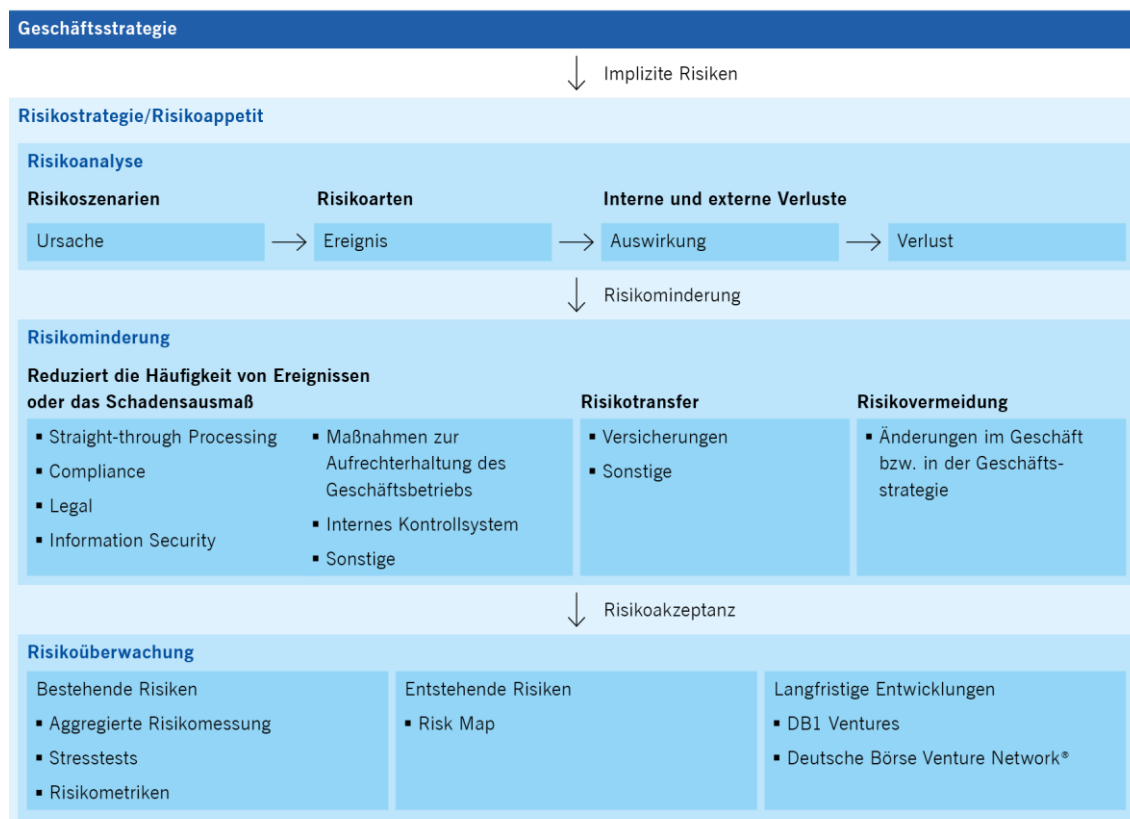 Geschäftsstrategie
Implizite Risiken
Risikostrategie/Risikoappetit
Risikoanalyse
Risikoszenarien
Risikoarten
Interne und externe Verluste
Ursache
Ereignis
Auswirkung
Verlust
Risikominderung
Risikominderung
Reduziert die Häufigkeit von Ereignissen
oder das Schadensausmaß
▪ Straight-through Processing
▪ Compliance
▪ Legal
▪ Information Security
▪ Maßnahmen zur
Aufrechterhaltung des
Geschäftsbetriebs
▪ Internes Kontrollsystem
▪ Sonstige
Risikotransfer
▪ Versicherungen
▪ Sonstige
Risikovermeidung
▪ Änderungen im Geschäft
bzw. in der Geschäfts-
strategie
Risikoakzeptanz
Risikoüberwachung
Bestehende Risiken
▪ Aggregierte Risikomessung
▪ Stresstests
▪ Risikometriken
Entstehende Risiken
▪ Risk Map
Langfristige Entwicklungen
▪ DB1 Ventures
▪ Deutsche Börse Venture Network®